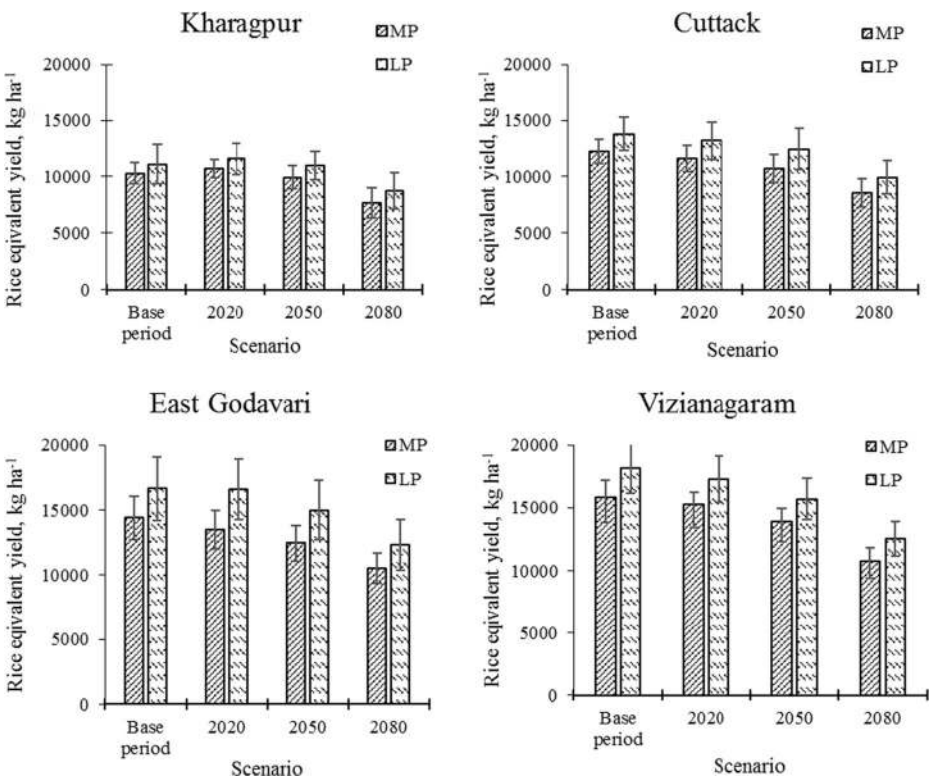 Kharagpur
MP
LP
Rice eqivalent yield, kg ha-1
20000
15000
10000
5000
0
Base period
2020
2050
2080
Scenario
Cuttack
MP
LP
Rice eqivalent yield, kg ha-1
20000
15000
10000
5000
0
Base period
2020
2050
2080
Scenario
East Godavari
MP
LP
Rice eqivalent yield, kg ha-1
20000
15000
10000
5000
0
Base period
2020
2050
2080
Scenario
Vizianagaram
MP
LP
Rice eqivalent yield, kg ha-1
20000
15000
10000
5000
0
Base period
2020
2050
2080
Scenario